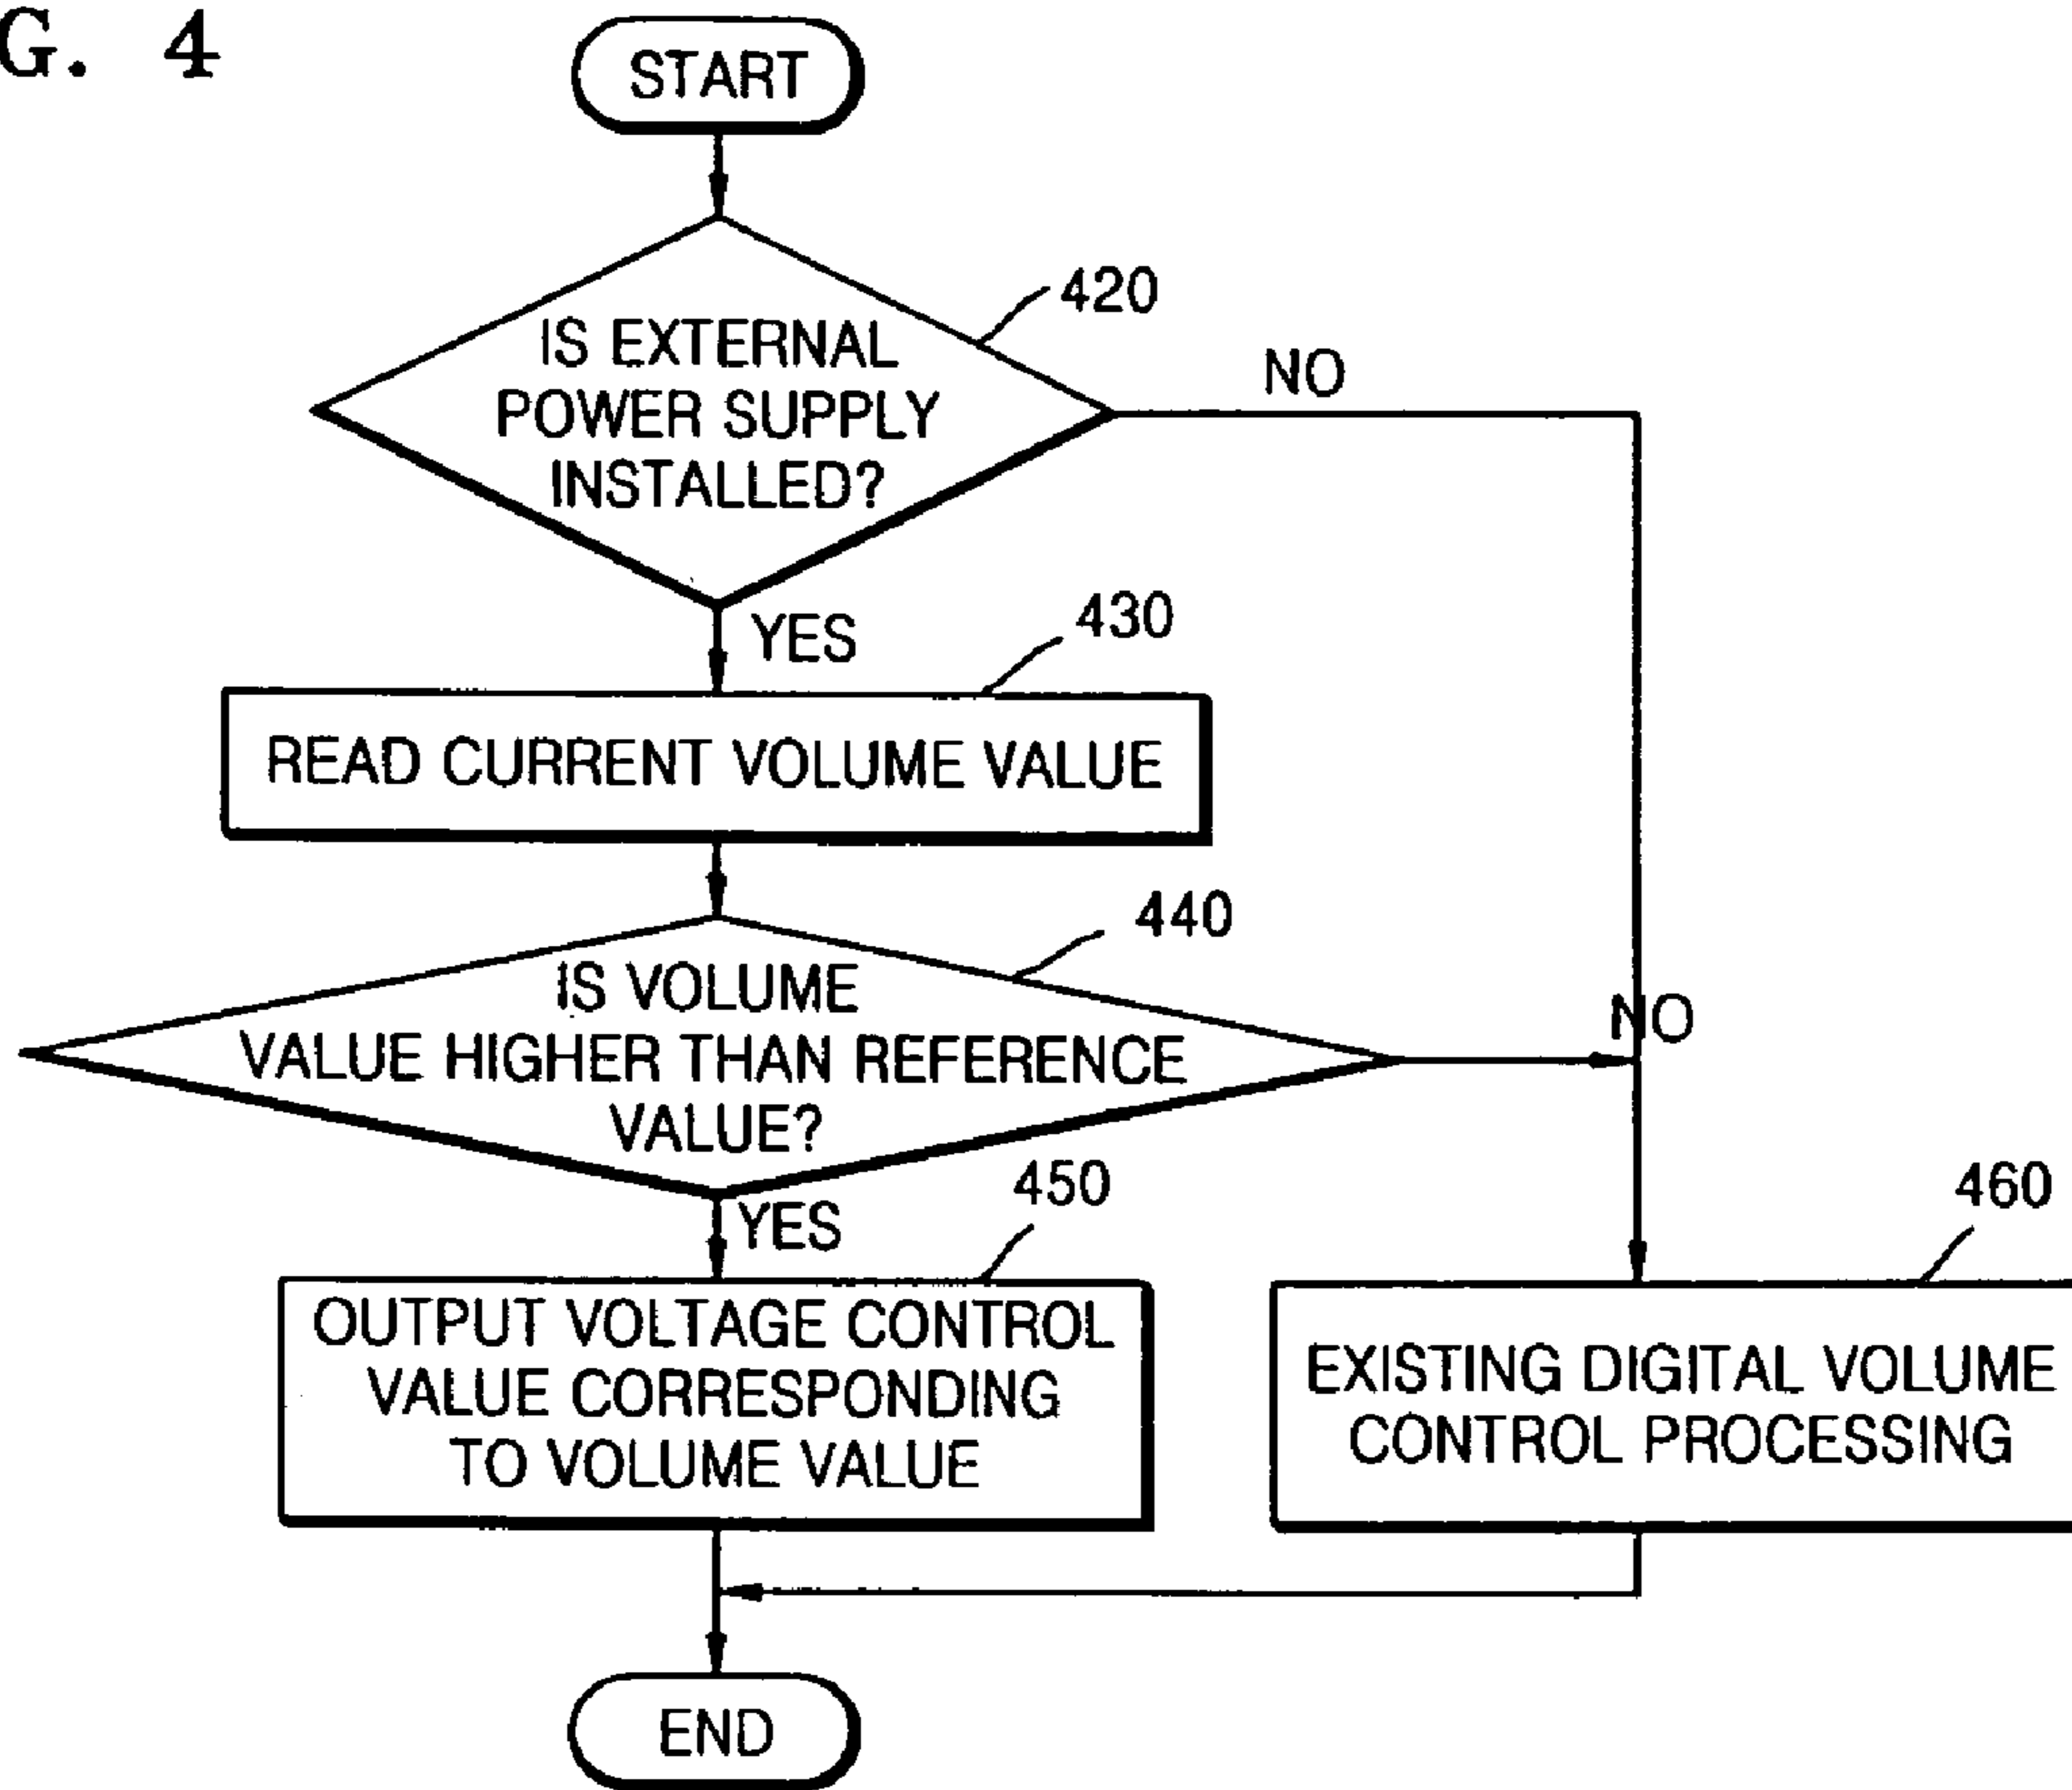 G. 4
START
420
IS EXTERNAL
POWER SUPPLY
INSTALLED?
NO
YES
430
READ CURRENT VOLUME VALUE
440
IS VOLUME
VALUE HIGHER THAN REFERENCE
VALUE?
NO
YES
450
OUTPUT VOLTAGE CONTROL
VALUE CORRESPONDING
TO VOLUME VALUE
460
EXISTING DIGITAL VOLUME
CONTROL PROCESSING
END